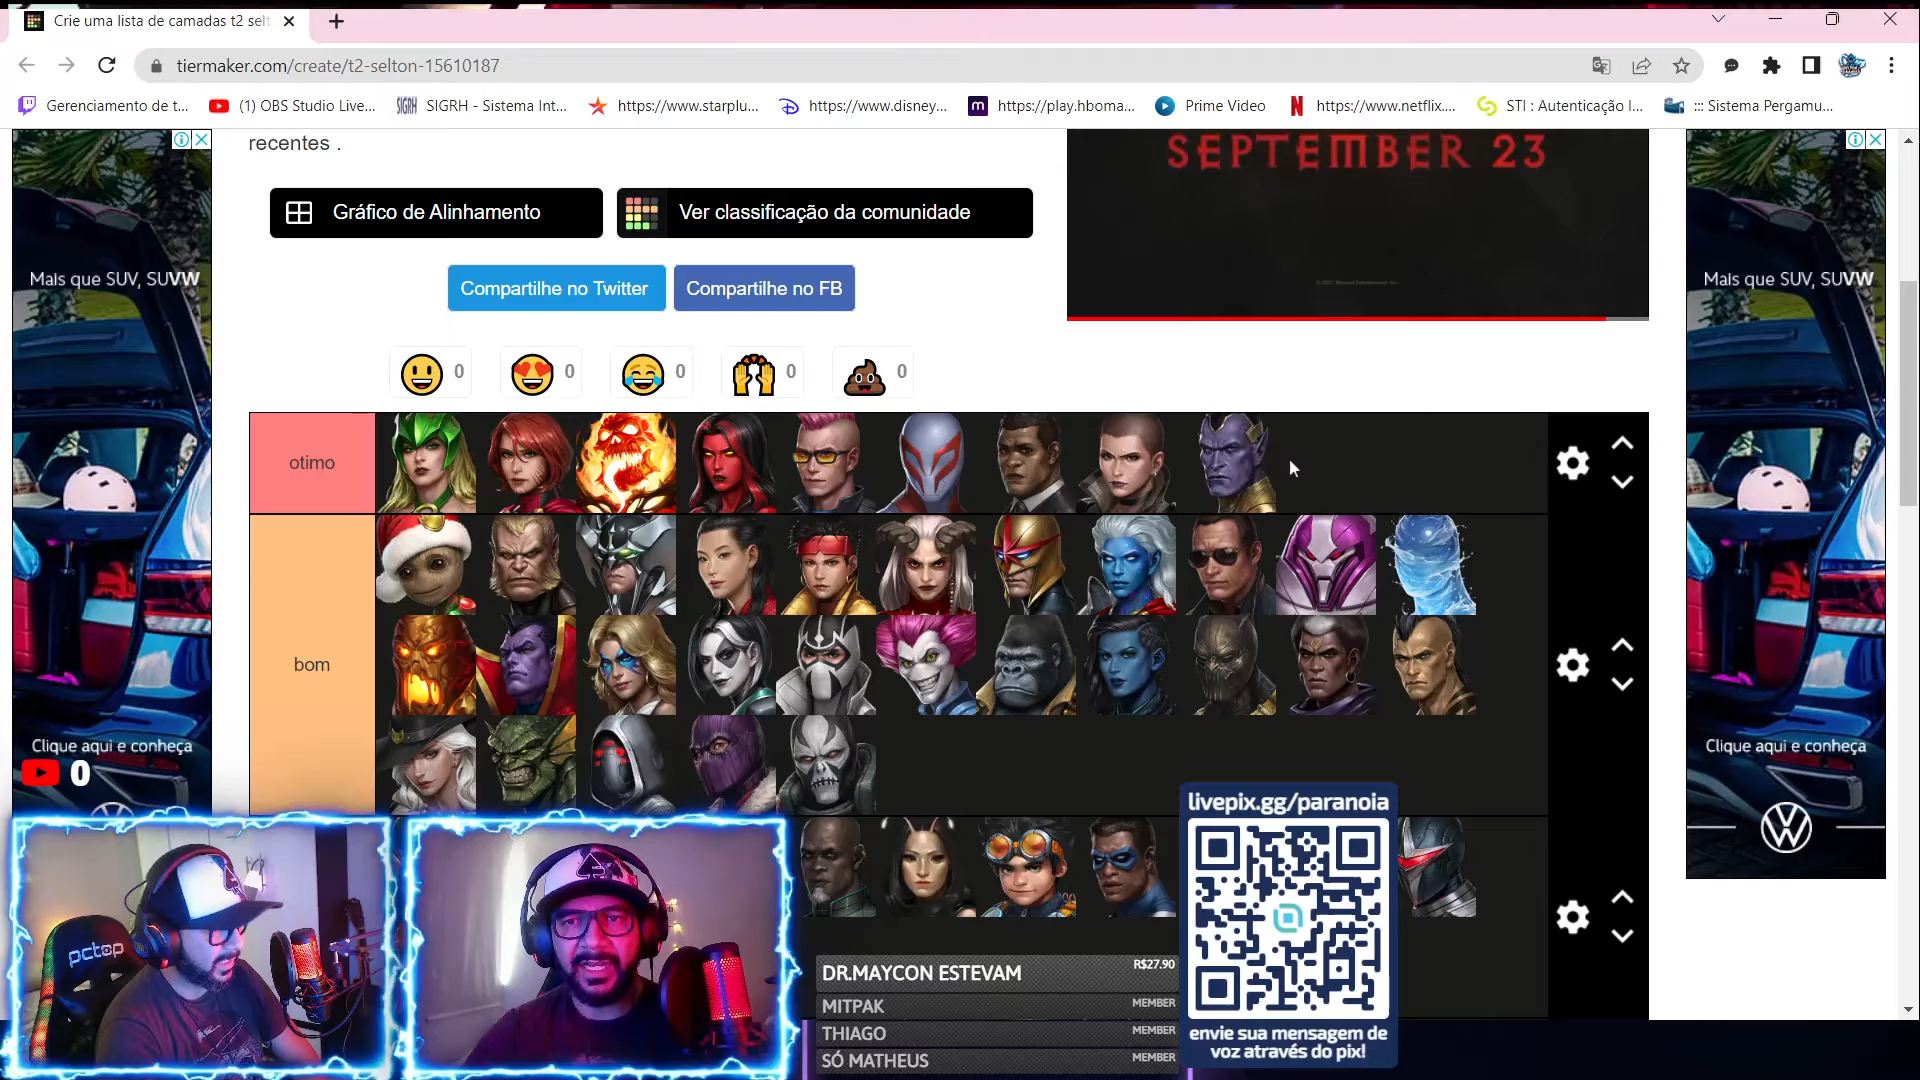 Crie uma lista de camadas t2 selt
tiermaker.com/create/t2-selton-15610187
Gerenciamento de t...
(1) OBS Studio Live...
SIGRH
SIGRH - Sistema Int...
https://www.starplu...
https://www.disney...
https://play.hboma...
Prime Video
https://www.netflix....
STI : Autenticação I...
::: Sistema Pergamu...
recentes .
SEPTEMBER 23
Gráfico de Alinhamento
Ver classificação da comunidade
Mais que SUV, SUVW
Mais que SUV, SUVW
Compartilhe no Twitter
Compartilhe no FB
0
0
0
0
0
otimo
bom
Clique aqui e conheça
Clique aqui e conheça
0
livepix.gg/paranoia
pctop
DR.MAYCON ESTEVAM
R$27.90
MITPAK
MEMBER
THIAGO
MEMBER
SÓ MATHEUS
MEMBER
envie sua mensagem de
voz através do pix!